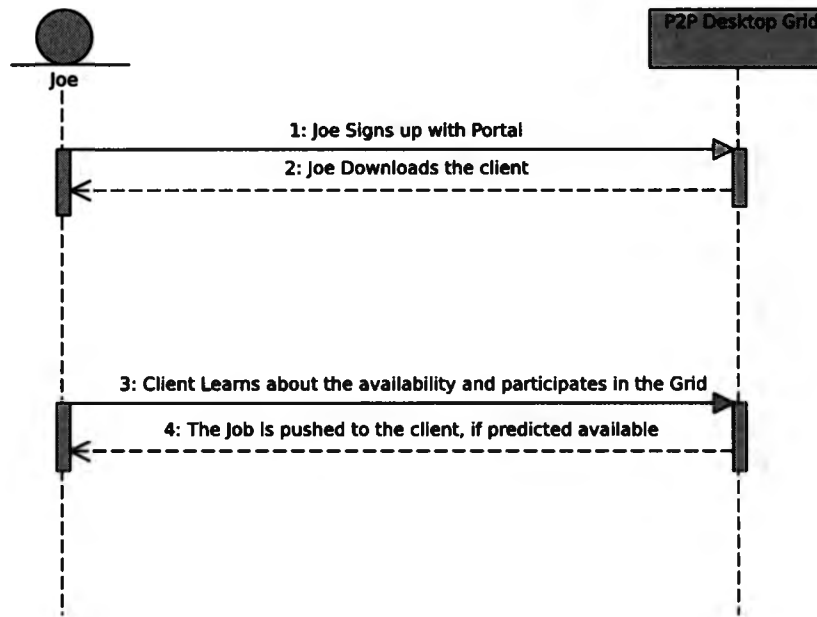 P2P Desktop Grid
Joe
1: Joe Signs up with Portal
2: Joe Downloads the client
3: Client Learns about the availability and participates in the Grid
4: The Job is pushed to the client, if predicted available